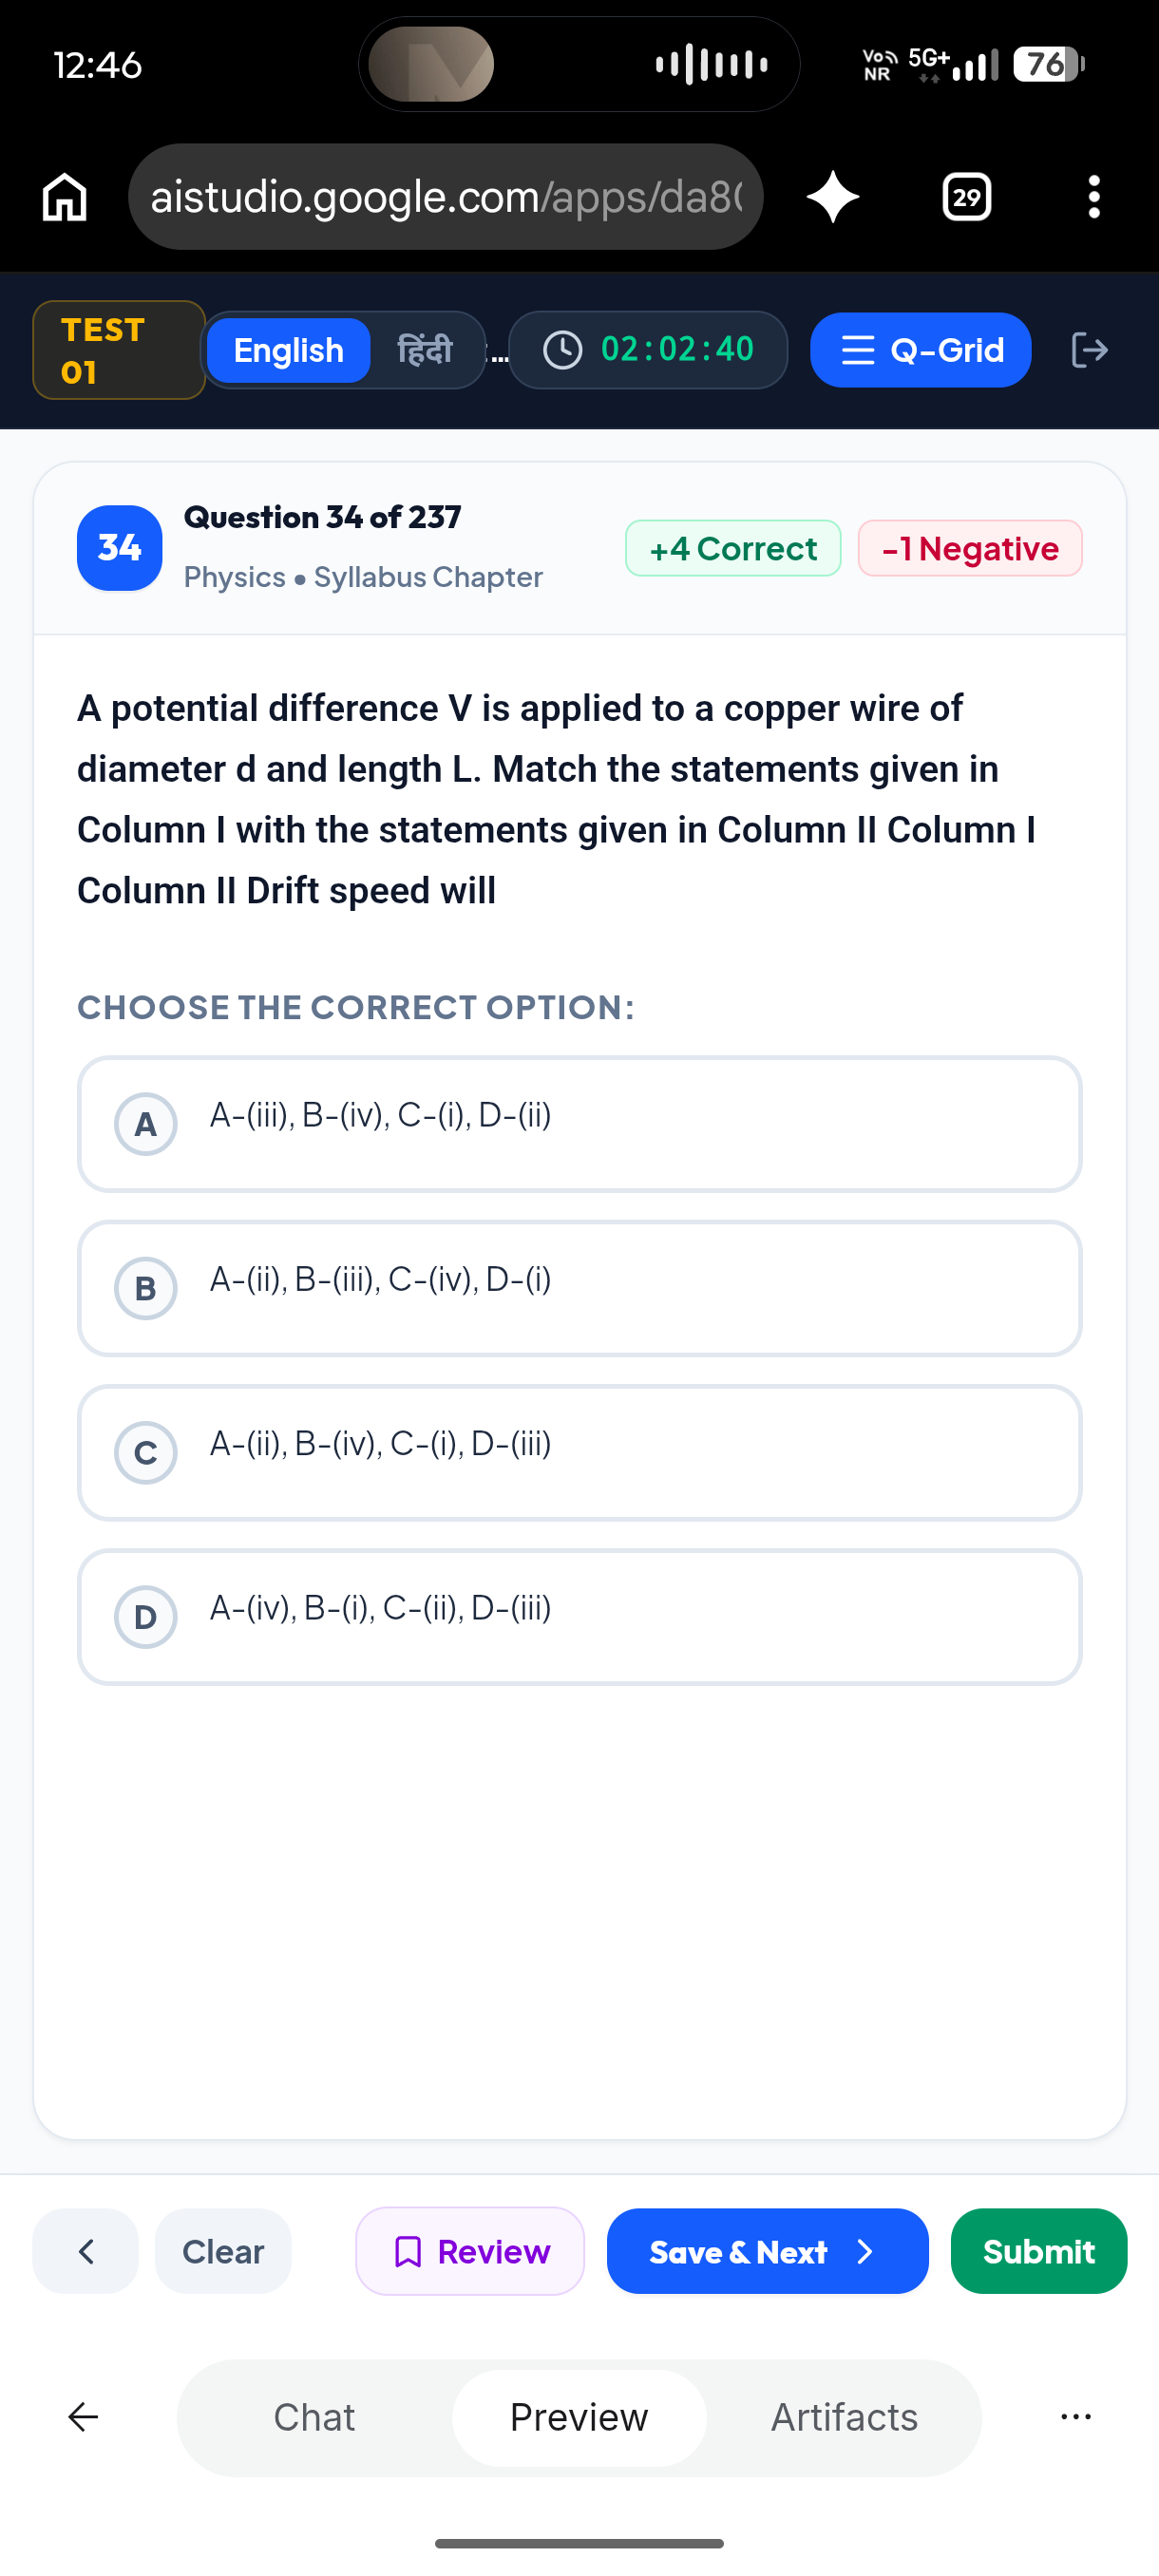 12:46
Vo NR 5G+ 76
aistudio.google.com/apps/da8
29
TEST 01
English हिंदी :... 02:02:40 Q-Grid
34
Question 34 of 237
Physics • Syllabus Chapter
+4 Correct -1 Negative
A potential difference V is applied to a copper wire of
diameter d and length L. Match the statements given in
Column I with the statements given in Column II Column I
Column II Drift speed will
CHOOSE THE CORRECT OPTION:
A A-(iii), B-(iv), C-(i), D-(ii)
B A-(ii), B-(iii), C-(iv), D-(i)
C A-(ii), B-(iv), C-(i), D-(iii)
D A-(iv), B-(i), C-(ii), D-(iii)
Clear Review Save & Next Submit
Chat Preview Artifacts